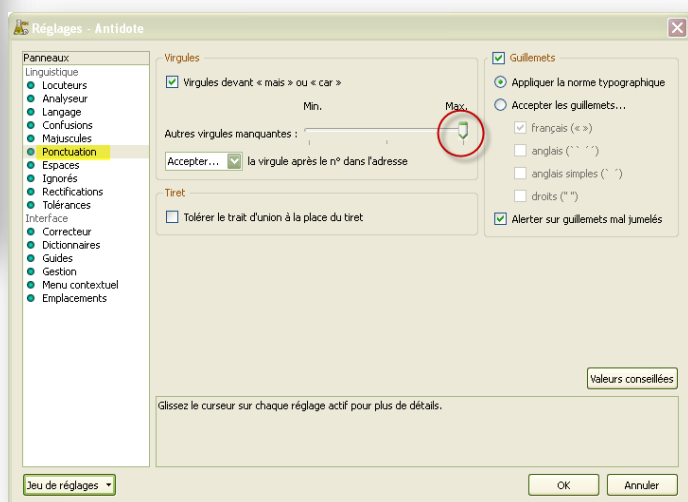 Réglages - Antidote
Panneaux
Linguistique
Locuteurs
Analyseur
Langage
Confusions
Majuscules
Ponctuation
Espaces
Ignorés
Rectifications
Tolérances
Interface
Correcteur
Dictionnaires
Guides
Gestion
Menu contextuel
Emplacements
Virgules
Virgules devant « mais » ou « car »
Min. Max.
Autres virgules manquantes :
Accepter... la virgule après le nº dans l'adresse
Tiret
Tolérer le trait d'union à la place du tiret
Guillemets
Appliquer la norme typographique
Accepter les guillemets...
français (« »)
anglais (`` ´´)
anglais simples (` ´)
droits (" ")
Alerter sur guillemets mal jumelés
Valeurs conseillées
Glissez le curseur sur chaque réglage actif pour plus de détails.
Jeu de réglages
OK Annuler